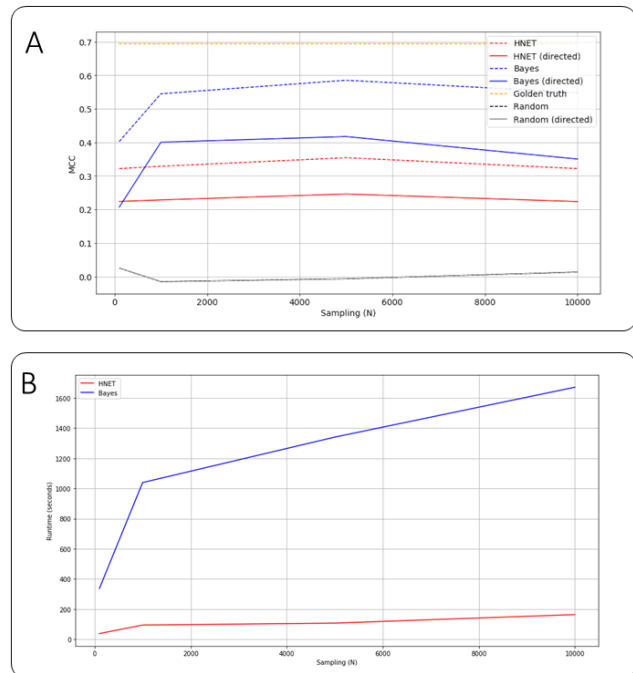 A
0.7
0.6
0.5
0.4
0.3
0.2
0.1
0.0
MCC
HNET
HNET (directed)
Bayes
Bayes (directed)
Golden truth
Random
Random (directed)
0
2000
4000
6000
8000
10000
Sampling (N)
B
HNET
Bayes
1600
1400
1200
1000
800
600
400
200
0
Runtime (seconds)
0
2000
4000
6000
8000
10000
Sampling (N)